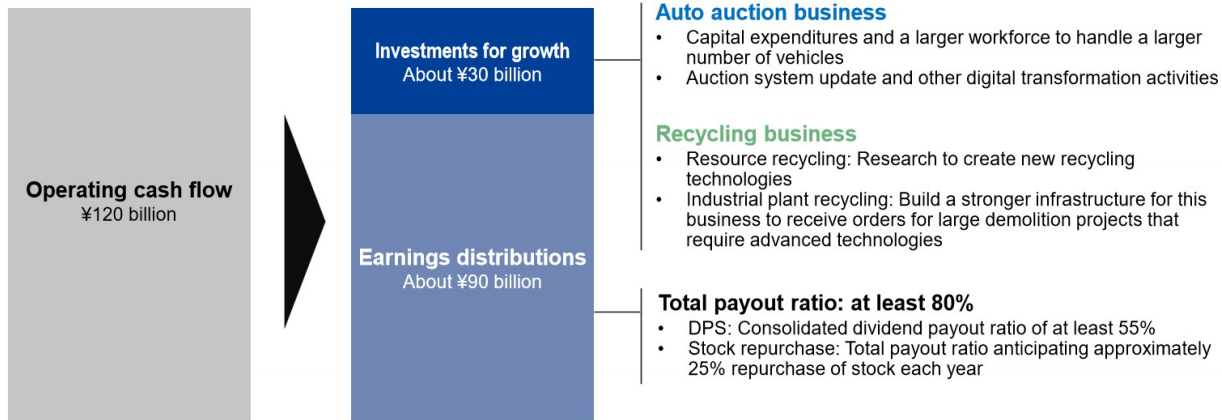 Operating cash flow
¥120 billion
Investments for growth
About ¥30 billion
Earnings distributions
About ¥90 billion
Auto auction business
• Capital expenditures and a larger workforce to handle a larger
number of vehicles
• Auction system update and other digital transformation activities
Recycling business
• Resource recycling: Research to create new recycling
technologies
• Industrial plant recycling: Build a stronger infrastructure for this
business to receive orders for large demolition projects that
require advanced technologies
Total payout ratio: at least 80%
• DPS: Consolidated dividend payout ratio of at least 55%
• Stock repurchase: Total payout ratio anticipating approximately
25% repurchase of stock each year